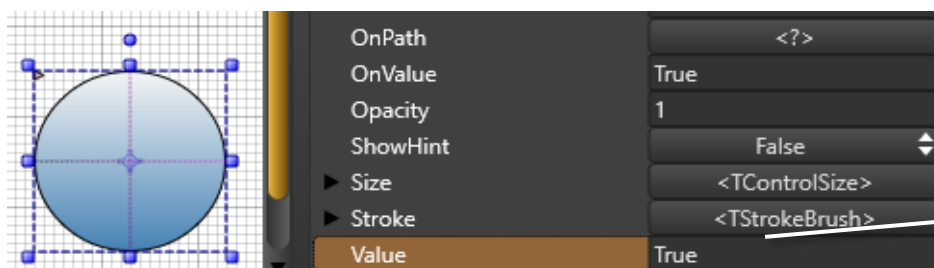 OnPath <?>
OnValue True
Opacity 1
ShowHint False
Size <TControlSize>
Stroke <TStrokeBrush>
Value True